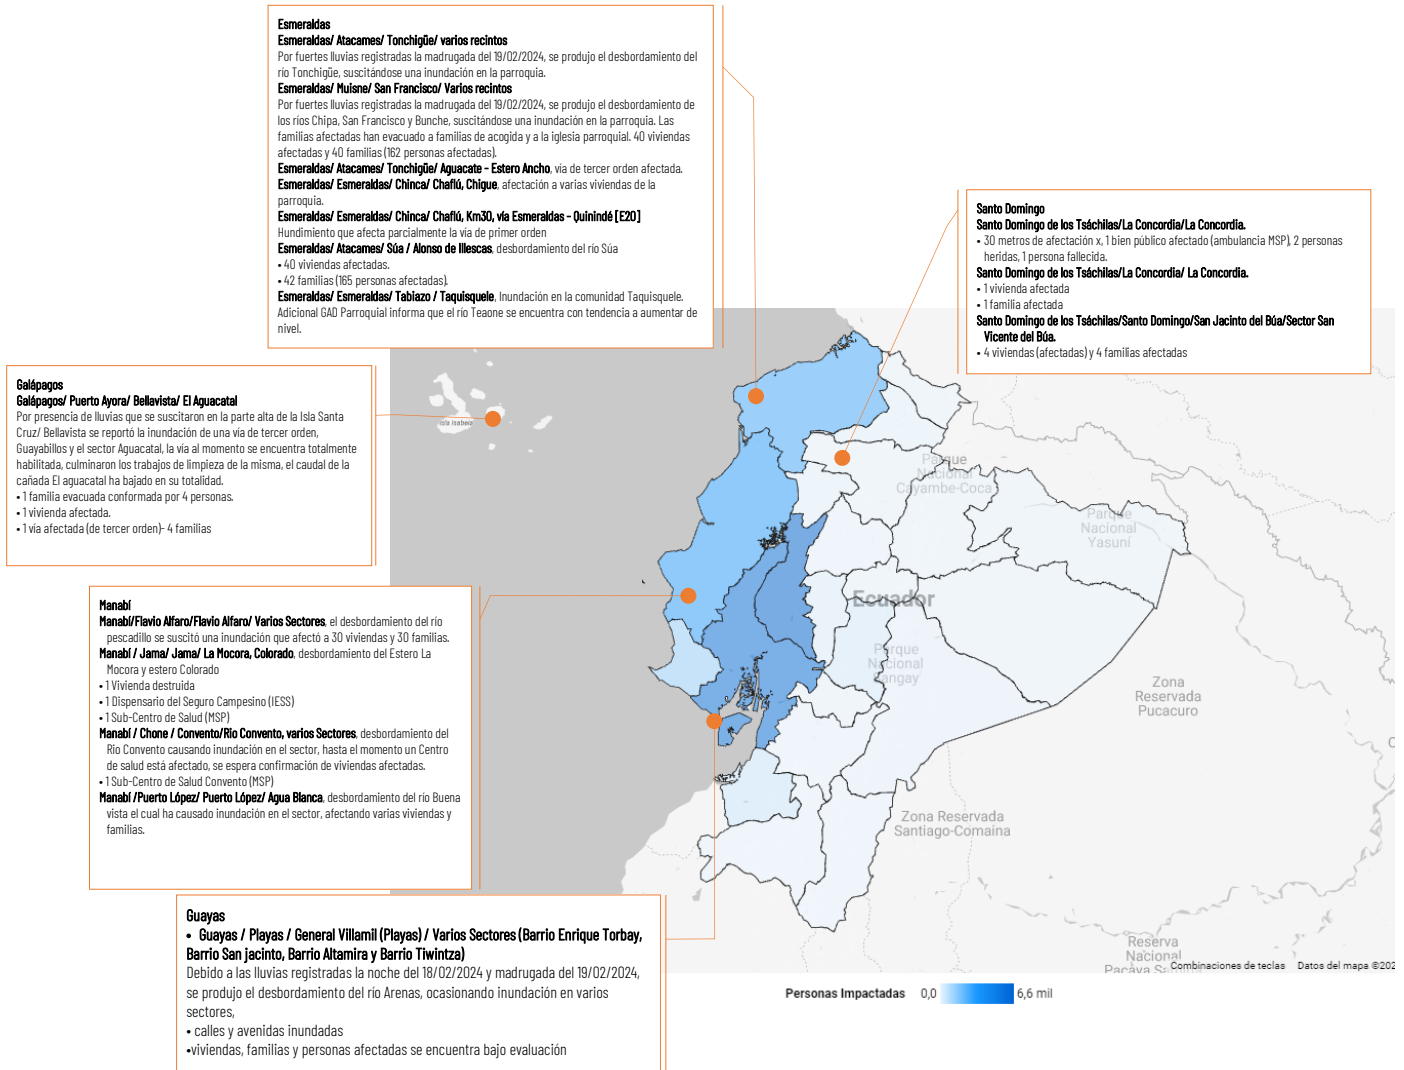 Esmeraldas
Esmeraldas/ Atacames/ Tonchigüe/ varios recintos
Por fuertes lluvias registradas la madrugada del 19/02/2024, se produjo el desbordamiento del
río Tonchigüe, suscitándose una inundación en la parroquia.
Esmeraldas/ Muisne/ San Francisco/ Varios recintos
Por fuertes lluvias registradas la madrugada del 19/02/2024, se produjo el desbordamiento de
los ríos Chipa, San Francisco y Bunche, suscitándose una inundación en la parroquia. Las
familias afectadas han evacuado a familias de acogida y a la iglesia parroquial. 40 viviendas
afectadas y 40 familias (162 personas afectadas).
Esmeraldas/ Atacames/ Tonchigüe/ Aguacate - Estero Ancho, vía de tercer orden afectada.
Esmeraldas/ Esmeraldas/ Chinca/ Chaflú, Chigue, afectación a varias viviendas de la
parroquia.
Esmeraldas/ Esmeraldas/ Chinca/ Chaflú, Km30, vía Esmeraldas - Quinindé [E20]
Hundimiento que afecta parcialmente la vía de primer orden
Esmeraldas/ Atacames/ Súa / Alonso de Illescas, desbordamiento del río Súa
• 40 viviendas afectadas.
• 42 familias (165 personas afectadas).
Esmeraldas/ Esmeraldas/ Tabiazo / Taquisquele, Inundación en la comunidad Taquisquele.
Adicional GAD Parroquial informa que el río Teaone se encuentra con tendencia a aumentar de
nivel.
Santo Domingo
Santo Domingo de los Tsáchilas/La Concordia/La Concordia.
• 30 metros de afectación x, 1 bien público afectado (ambulancia MSP), 2 personas
heridas, 1 persona fallecida.
Santo Domingo de los Tsáchilas/La Concordia/ La Concordia.
• 1 vivienda afectada
• 1 familia afectada
Santo Domingo de los Tsáchilas/Santo Domingo/San Jacinto del Búa/Sector San
Vicente del Búa.
• 4 viviendas (afectadas) y 4 familias afectadas
Galápagos
Galápagos/ Puerto Ayora/ Bellavista/ El Aguacatal
Por presencia de lluvias que se suscitaron en la parte alta de la Isla Santa
Cruz/ Bellavista se reportó la inundación de una vía de tercer orden,
Guayabillos y el sector Aguacatal, la vía al momento se encuentra totalmente
habilitada, culminaron los trabajos de limpieza de la misma, el caudal de la
cañada El aguacatal ha bajado en su totalidad.
• 1 familia evacuada conformada por 4 personas.
• 1 vivienda afectada.
• 1 vía afectada (de tercer orden)- 4 familias
Isla Isabela
Manabí
Manabí/Flavio Alfaro/Flavio Alfaro/ Varios Sectores, el desbordamiento del río
pescadillo se suscitó una inundación que afectó a 30 viviendas y 30 familias.
Manabí / Jama/ Jama/ La Mocora, Colorado, desbordamiento del Estero La
Mocora y estero Colorado
• 1 Vivienda destruida
• 1 Dispensario del Seguro Campesino (IESS)
• 1 Sub-Centro de Salud (MSP)
Manabí / Chone / Convento/Rio Convento, varios Sectores, desbordamiento del
Rio Convento causando inundación en el sector, hasta el momento un Centro
de salud está afectado, se espera confirmación de viviendas afectadas.
• 1 Sub-Centro de Salud Convento (MSP)
Manabí /Puerto López/ Puerto López/ Agua Blanca, desbordamiento del río Buena
vista el cual ha causado inundación en el sector, afectando varias viviendas y
familias.
Guayas
• Guayas / Playas / General Villamil (Playas) / Varios Sectores (Barrio Enrique Torbay,
Barrio San jacinto, Barrio Altamira y Barrio Tiwintza)
Debido a las lluvias registradas la noche del 18/02/2024 y madrugada del 19/02/2024,
se produjo el desbordamiento del río Arenas, ocasionando inundación en varios
sectores,
• calles y avenidas inundadas
•viviendas, familias y personas afectadas se encuentra bajo evaluación
Parque
Nacional
Cayambe-Coca
Parque
Nacional
Yasuní
Ecuador
Parque
Nacional
Sangay
Zona
Reservada
Pucacuro
Zona Reservada
Santiago-Comaina
Reserva
Nacional
Pacaya
Combinaciones de teclas Datos del mapa ©202
Personas Impactadas 0,0 6,6 mil